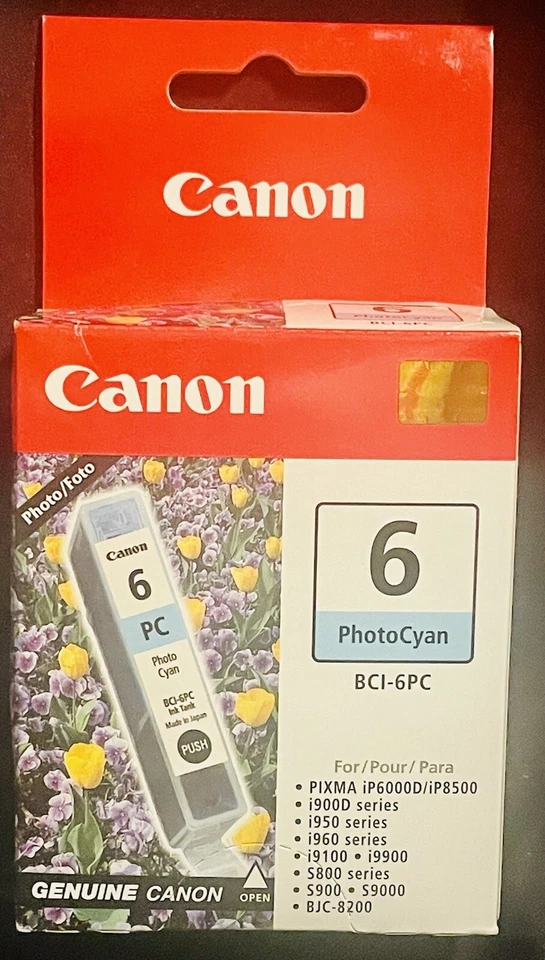 Canon
6
PhotoCyan
BCI-6PC
Canon
Photo/Foto
Canon
6
PC
Photo
Cyan
BCI-6PC
Ink Tank
Made in Japan
PUSH
6
PhotoCyan
BCI-6PC
For/Pour/Para
• PIXMA iP6000D/iP8500
• i900D series
• i950 series
• i960 series
• i9100 • i9900
• S800 series
• S900 • S9000
• BJC-8200
GENUINE CANON
OPEN